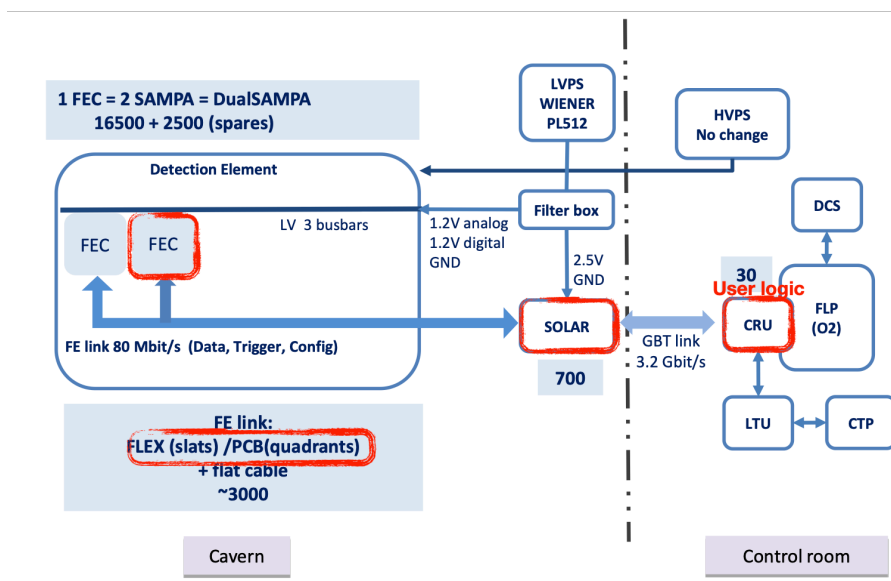 1 FEC = 2 SAMPA = DualSAMPA
16500 + 2500 (spares)
LVPS
WIENER
PL512
HVPS
No change
Detection Element
DCS
Filter box
LV 3 busbars
1.2V analog
1.2V digital
GND
FEC
FEC
2.5V
GND
30
User logic
FLP
(O2)
SOLAR
CRU
FE link 80 Mbit/s (Data, Trigger, Config)
GBT link
3.2 Gbit/s
700
FE link:
FLEX (slats) /PCB(quadrants)
+ flat cable
~3000
LTU
CTP
Cavern
Control room